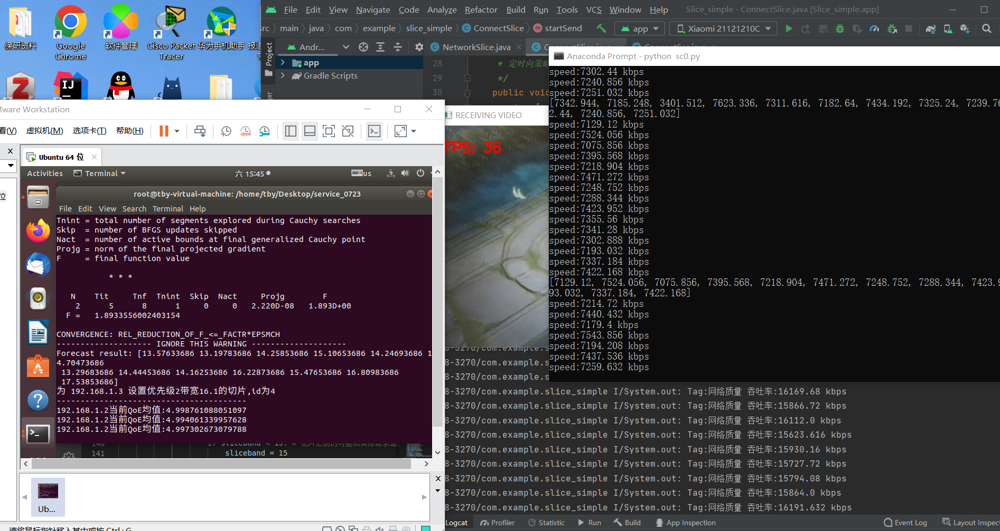 保研资料
Google Chrome
软件管理
Cisco Packet Tracer
华为手机助手
File Edit View Navigate Code Analyze Refactor Build Run Tools VCS Window Help Slice_simple - ConnectSlice.java [Slice_simple.app]
src main java com example slice_simple ConnectSlice startSend app Xiaomi 21121210C
Project
Andr...
NetworkSlice.java
app
Gradle Scripts
28 * 定时向策略
29 */
30 public void
Mware Workstation
看(V) 虚拟机(M) 选项卡(T) 帮助(H)
Ubuntu 64 位
Activities Terminal 六 15:45 us
root@tby-virtual-machine: /home/tby/Desktop/service_0723
File Edit View Search Terminal Help
Tnint = total number of segments explored during Cauchy searches
Skip = number of BFGS updates skipped
Nact = number of active bounds at final generalized Cauchy point
Projg = norm of the final projected gradient
F = final function value
* * *
N Tit Tnf Tnint Skip Nact Projg F
2 5 8 1 0 0 2.220D-08 1.893D+00
F = 1.8933556002403154
CONVERGENCE: REL_REDUCTION_OF_F_<=_FACTR*EPSMCH
-------------------- IGNORE THIS WARNING --------------------
Forecast result: [13.57633686 13.19783686 14.25853686 15.10653686 14.24693686 1
4.70473686
13.29683686 14.44453686 14.16253686 16.22873686 15.47653686 16.80983686
17.53853686]
为 192.168.1.3 设置优先级2带宽16.1的切片,id为4
----------------------------------------
192.168.1.2当前QoE均值:4.998761088051097
192.168.1.2当前QoE均值:4.994061339957628
192.168.1.2当前QoE均值:4.997302673079788
141 sliceband = 15
Ub...
RECEIVING VIDEO
FPS: 36
Anaconda Prompt - python sc0.py
speed:7302.44 kbps
speed:7240.856 kbps
speed:7251.032 kbps
[7342.944, 7185.248, 3401.512, 7623.336, 7311.616, 7182.64, 7434.192, 7325.24, 7239.76
2.44, 7240.856, 7251.032]
speed:7129.12 kbps
speed:7524.056 kbps
speed:7075.856 kbps
speed:7395.568 kbps
speed:7218.904 kbps
speed:7471.272 kbps
speed:7248.752 kbps
speed:7288.344 kbps
speed:7423.952 kbps
speed:7355.56 kbps
speed:7341.28 kbps
speed:7302.888 kbps
speed:7193.032 kbps
speed:7337.184 kbps
speed:7422.168 kbps
[7129.12, 7524.056, 7075.856, 7395.568, 7218.904, 7471.272, 7248.752, 7288.344, 7423.9
93.032, 7337.184, 7422.168]
speed:7214.72 kbps
speed:7440.432 kbps
speed:7179.4 kbps
speed:7543.856 kbps
speed:7194.208 kbps
speed:7437.536 kbps
speed:7259.632 kbps
8-3270/com.example.s
8-3270/com.example.s
8-3270/com.example.s
8-3270/com.example.slice_simple I/System.out: Tag:网络质量 吞吐率:16169.68 kbps
8-3270/com.example.slice_simple I/System.out: Tag:网络质量 吞吐率:15866.72 kbps
8-3270/com.example.slice_simple I/System.out: Tag:网络质量 吞吐率:16112.0 kbps
8-3270/com.example.slice_simple I/System.out: Tag:网络质量 吞吐率:15623.616 kbps
8-3270/com.example.slice_simple I/System.out: Tag:网络质量 吞吐率:15930.16 kbps
8-3270/com.example.slice_simple I/System.out: Tag:网络质量 吞吐率:15727.72 kbps
8-3270/com.example.slice_simple I/System.out: Tag:网络质量 吞吐率:15794.08 kbps
8-3270/com.example.slice_simple I/System.out: Tag:网络质量 吞吐率:15864.0 kbps
8-3270/com.example.slice_simple I/System.out: Tag:网络质量 吞吐率:16191.632 kbps
Logcat Profiler Statistic Run Build App Inspection Event Log Layout Inspect